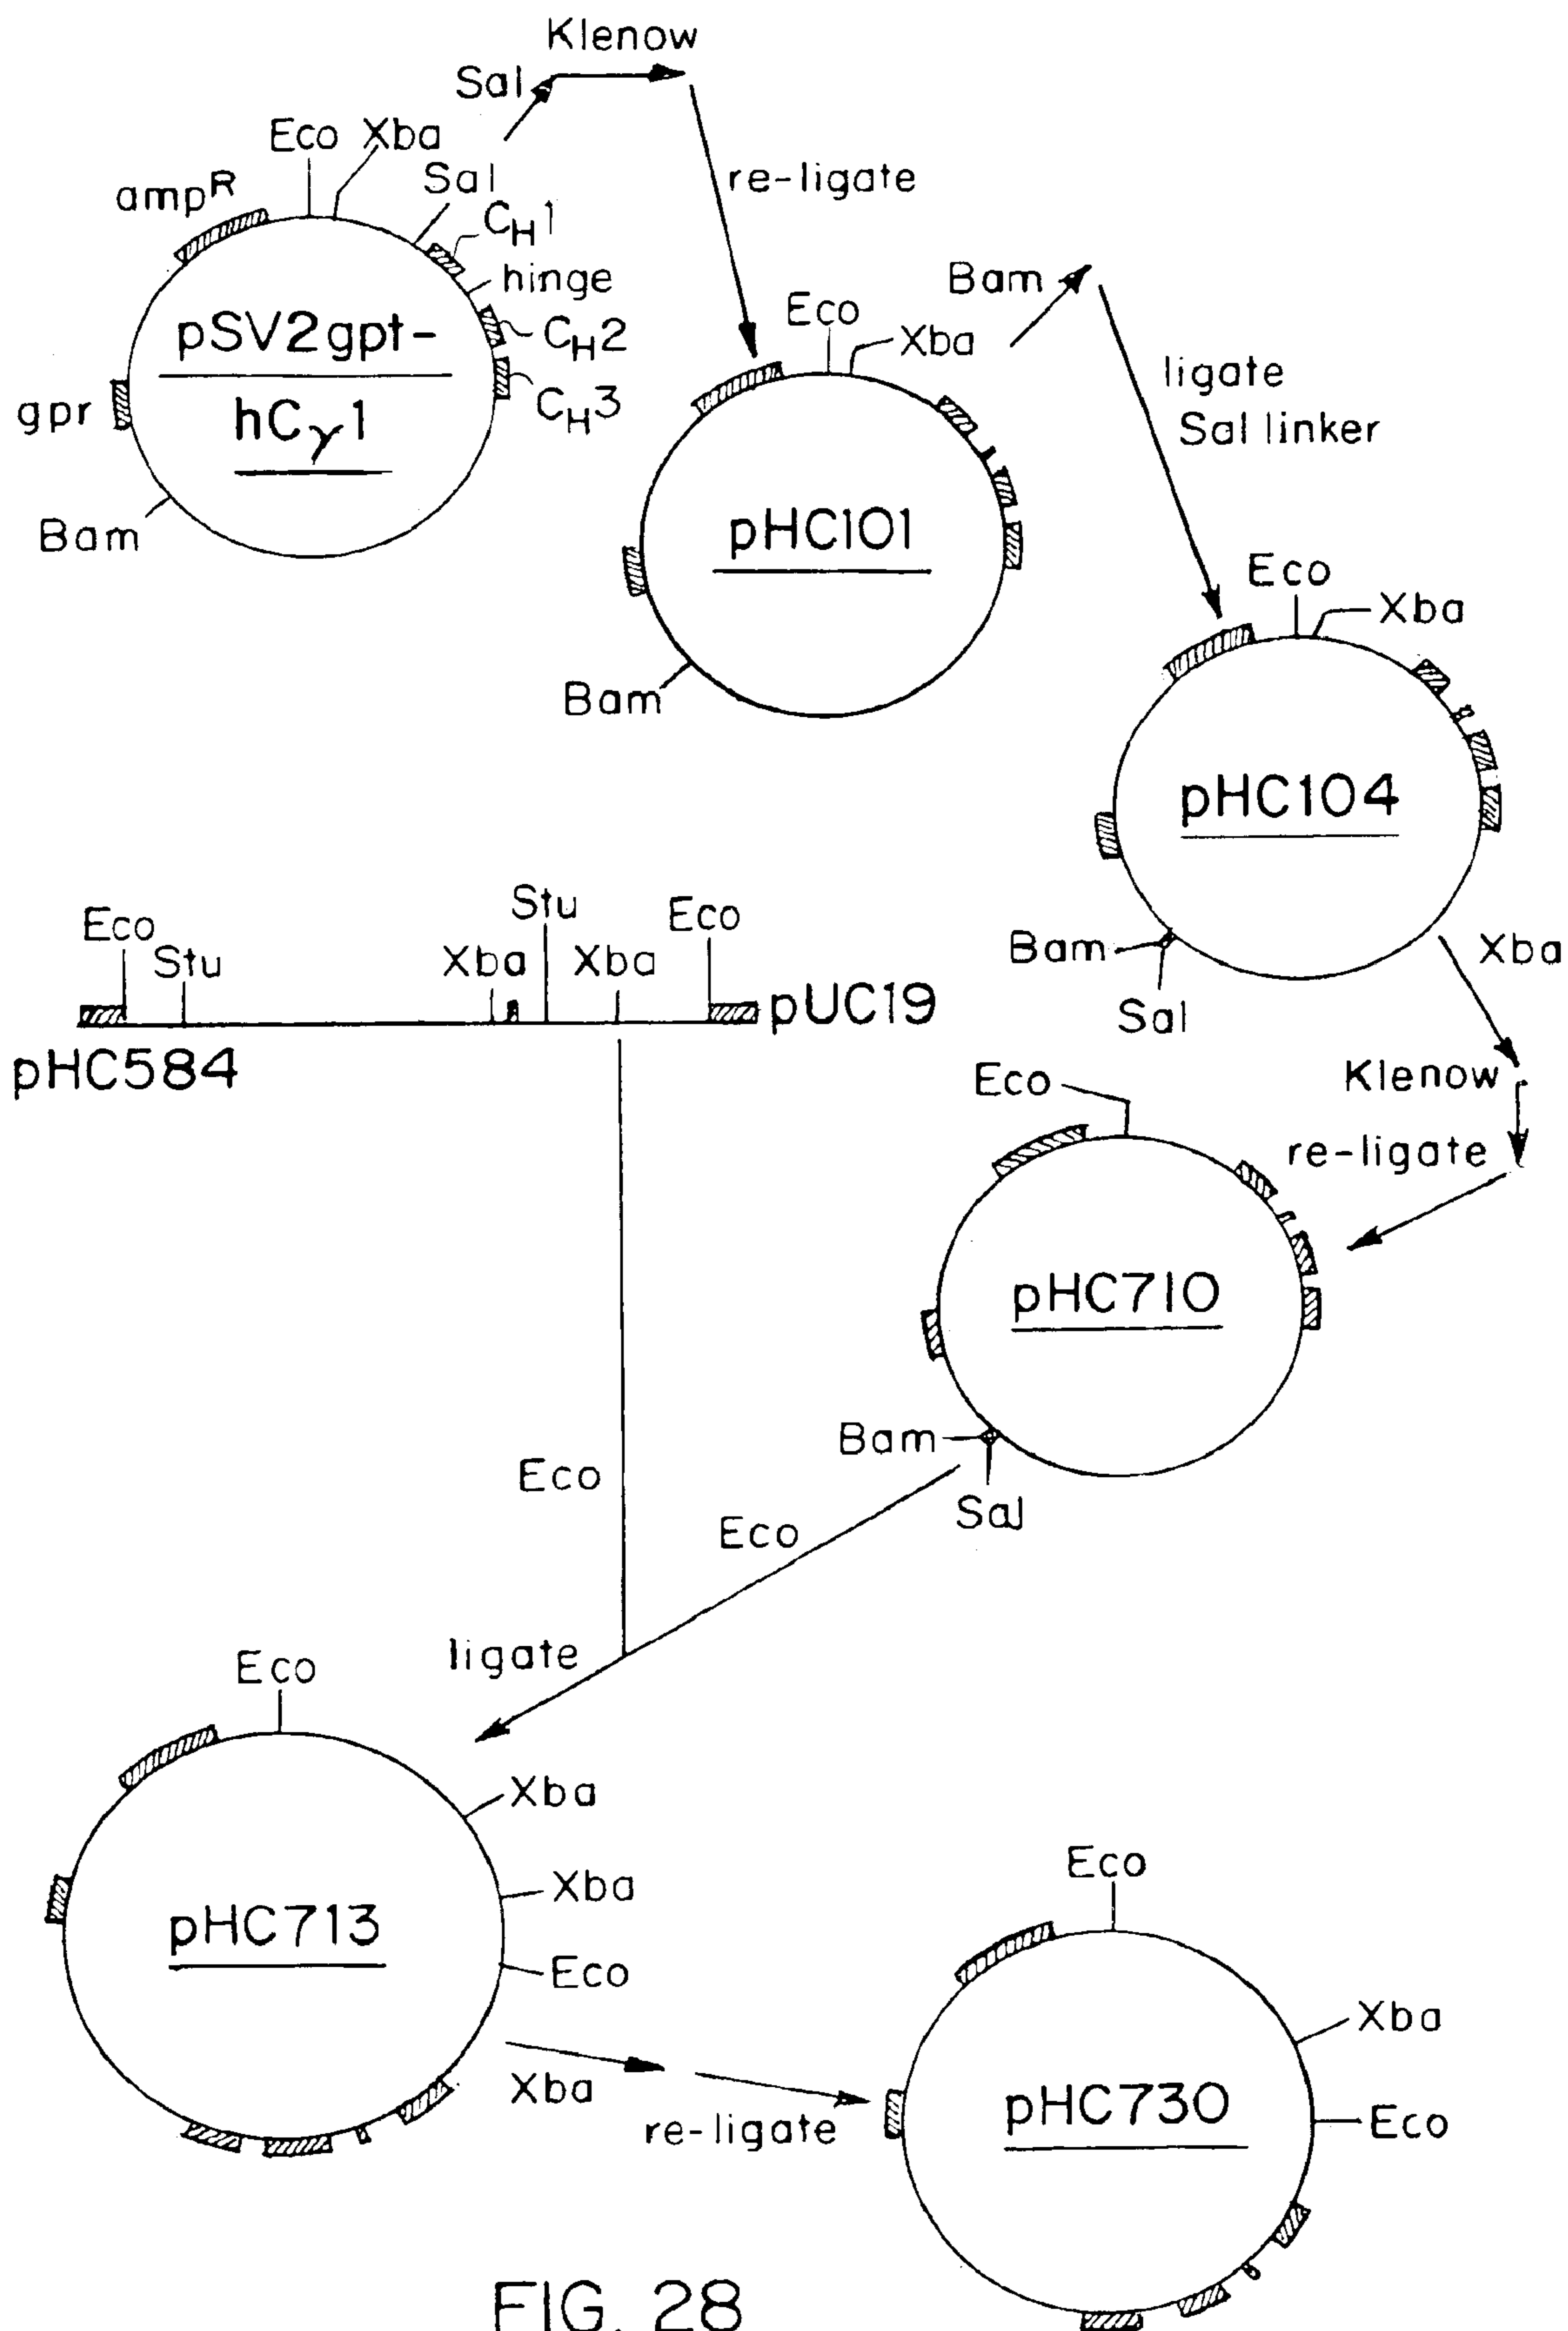 Klenow
Sal
Eco Xba
Sal
ampR
CH1
hinge
CH2
CH3
pSV2gpt-
hCγ1
gpr
Bam
re-ligate
Bam
Eco
Xba
ligate
Sal linker
pHC101
Bam
Eco
Xba
pHC104
Bam
Sal
Xba
Klenow
re-ligate
Eco
Stu
Xba
Stu
Xba
Eco
pUC19
pHC584
Eco
pHC710
Bam
Sal
Eco
Eco
ligate
Eco
Xba
Xba
Eco
pHC713
Xba
re-ligate
Eco
Xba
Eco
pHC730
FIG. 28